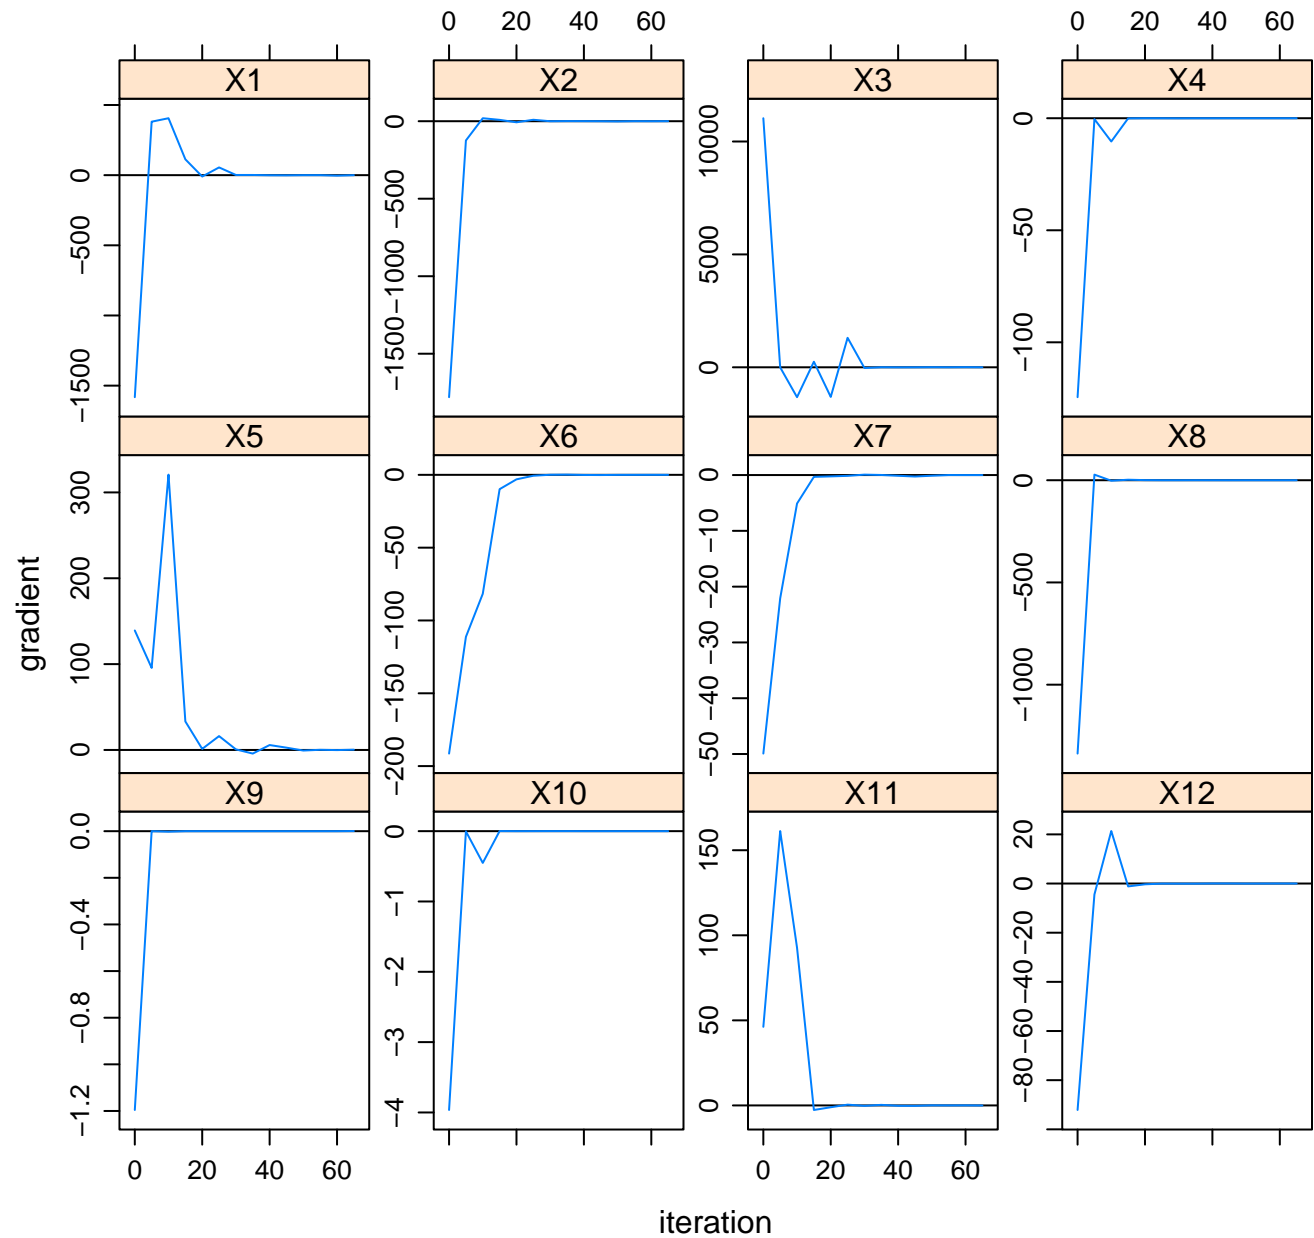 0 20 40 60 0 20 40 60
X1 X2 X3 X4
0 −500 −1500
0 −500 −1000 −1500
10000 5000 0
0 −50 −100
X5 X6 X7 X8
300 200 100 0
0 −50 −100 −150 −200
0 −10 −20 −30 −40 −50
0 −500 −1000
gradient
X9 X10 X11 X12
0.0 −0.4 −0.8 −1.2
0 −1 −2 −3 −4
150 100 50 0
20 0 −20 −40 −60 −80
0 20 40 60 0 20 40 60
iteration